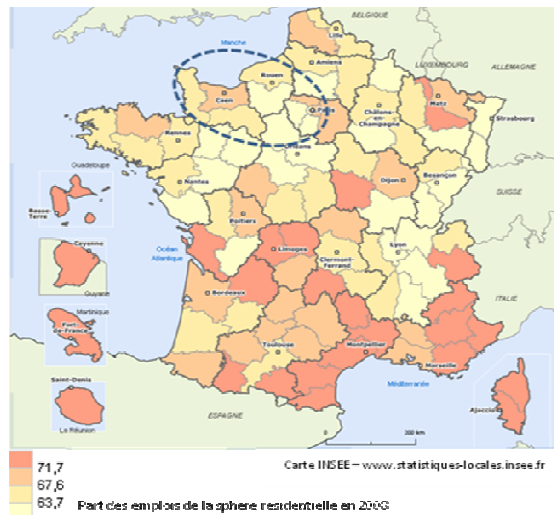 BELGIQUE
Manche
Lille
LUXEMBOURG
ALLEMAGNE
Amiens
Rouen
Caen
Metz
Paris
Châlons-
en-
Champagne
Strasbourg
Rennes
Orléans
Guadeloupe
Basse-
Terre
Nantes
Dijon
Besançon
SUISSE
Poitiers
Cayenne
Guyane
Océan
Atlantique
Limoges
Clermont-
Ferrand
Lyon
ITALIE
Martinique
Fort-
de-France
Bordeaux
Toulouse
Montpellier
Marseille
Saint-Denis
La Réunion
Méditerranée
Ajaccio
ESPAGNE
0
200 km
71,7
67,6
63,7
Carte INSEE – www.statistiques-locales.insee.fr
Part des emplois de la sphere residentielle en